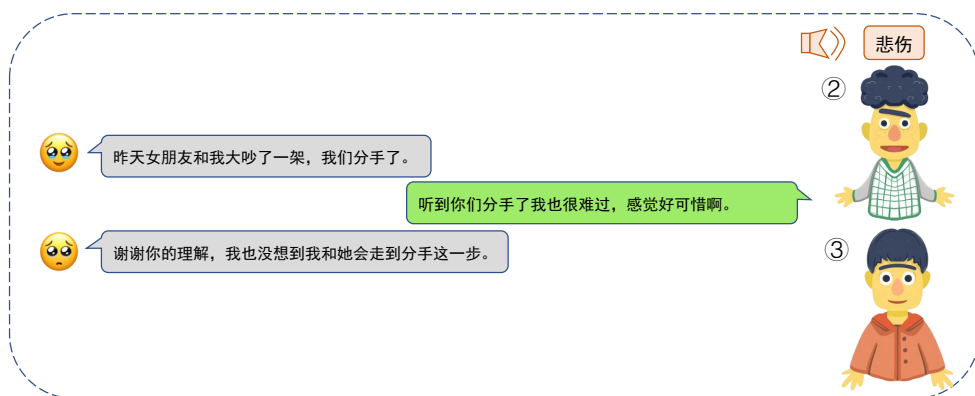 悲伤
②
昨天女朋友和我大吵了一架，我们分手了。
听到你们分手了我也很难过，感觉好可惜啊。
谢谢你的理解，我也没想到我和她会走到分手这一步。
③